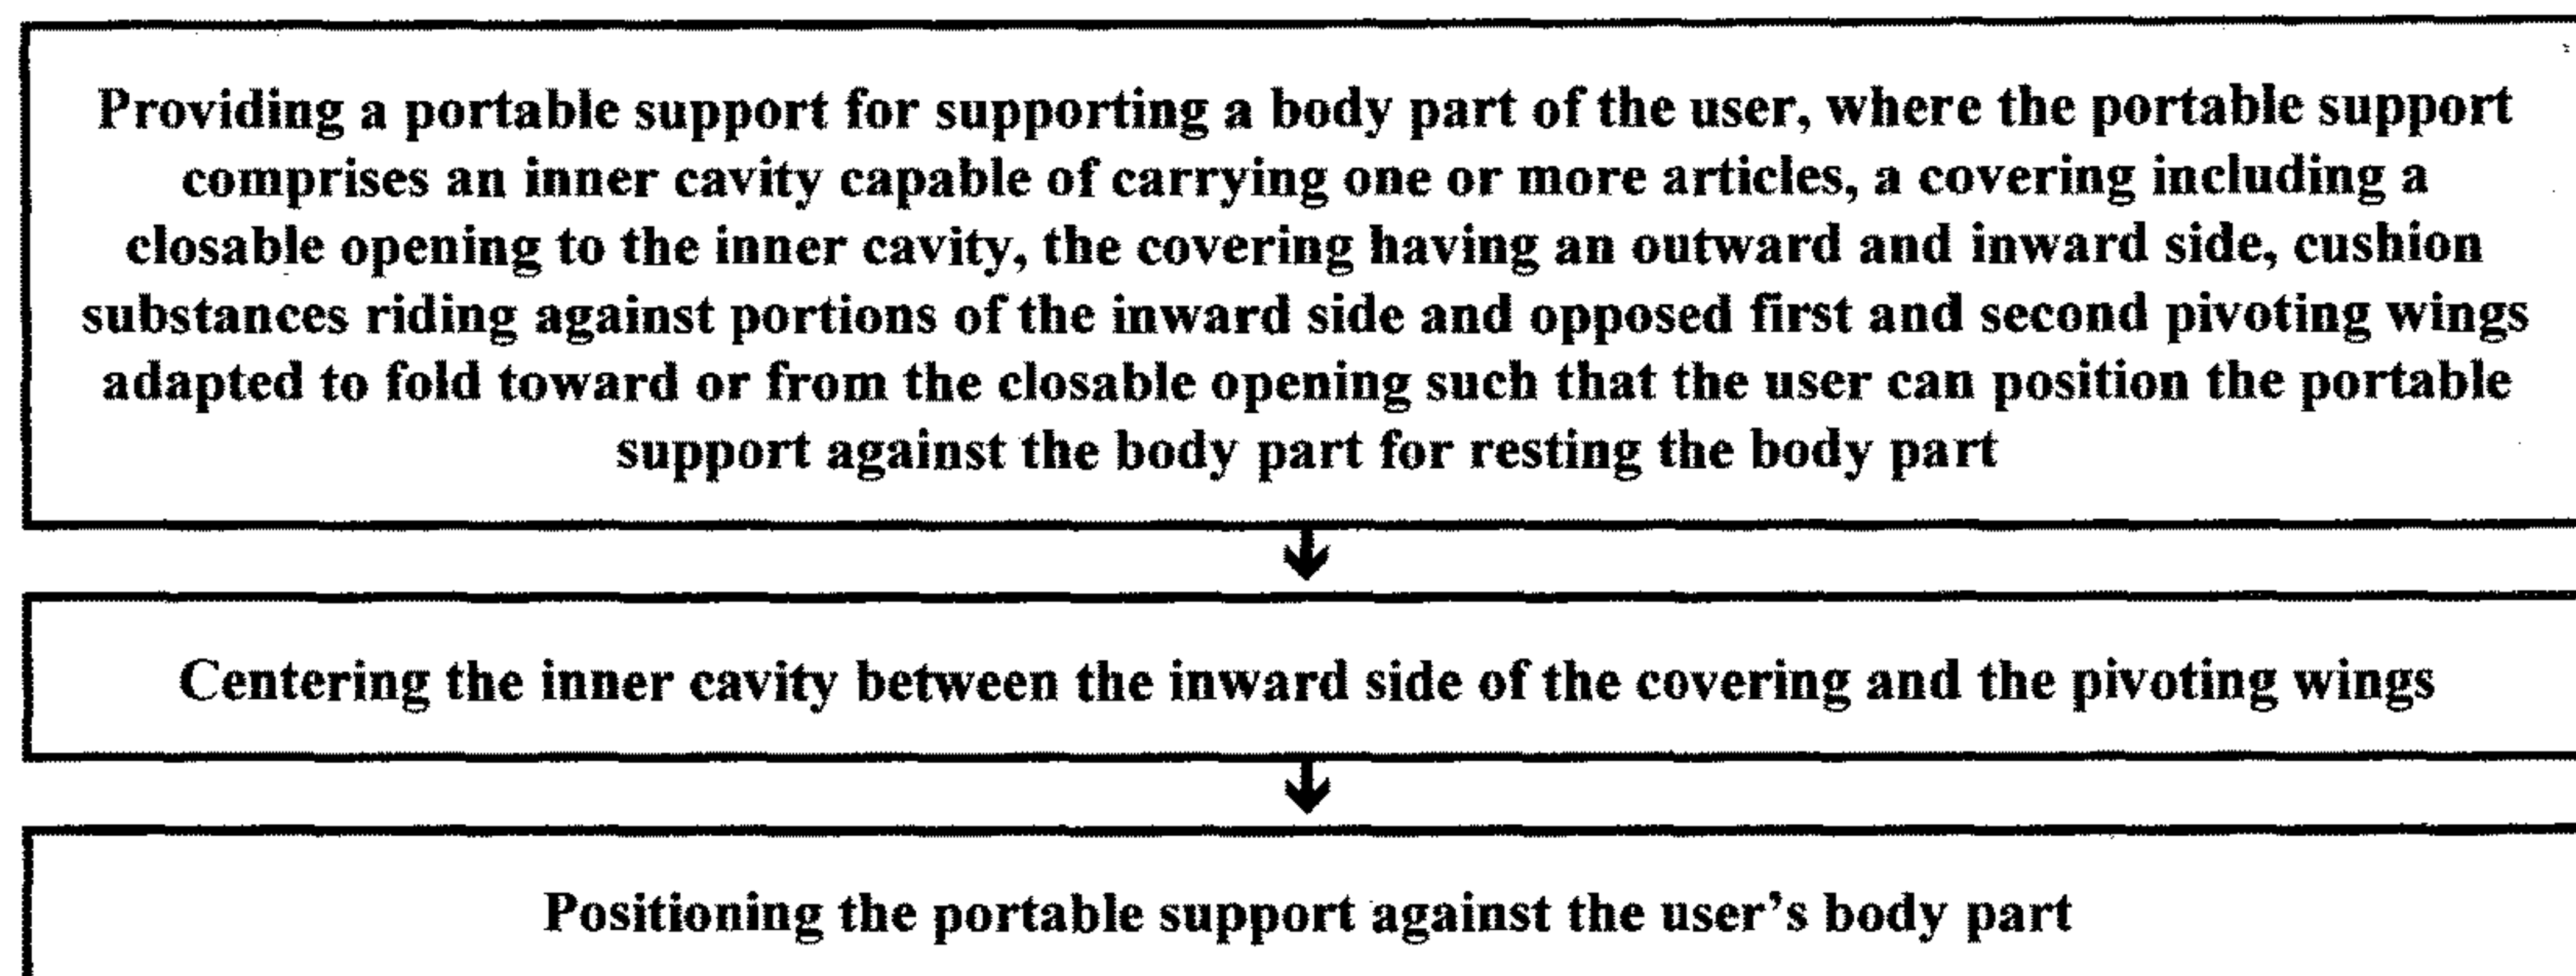 Providing a portable support for supporting a body part of the user, where the portable support
comprises an inner cavity capable of carrying one or more articles, a covering including a
closable opening to the inner cavity, the covering having an outward and inward side, cushion
substances riding against portions of the inward side and opposed first and second pivoting wings
adapted to fold toward or from the closable opening such that the user can position the portable
support against the body part for resting the body part
Centering the inner cavity between the inward side of the covering and the pivoting wings
Positioning the portable support against the user's body part